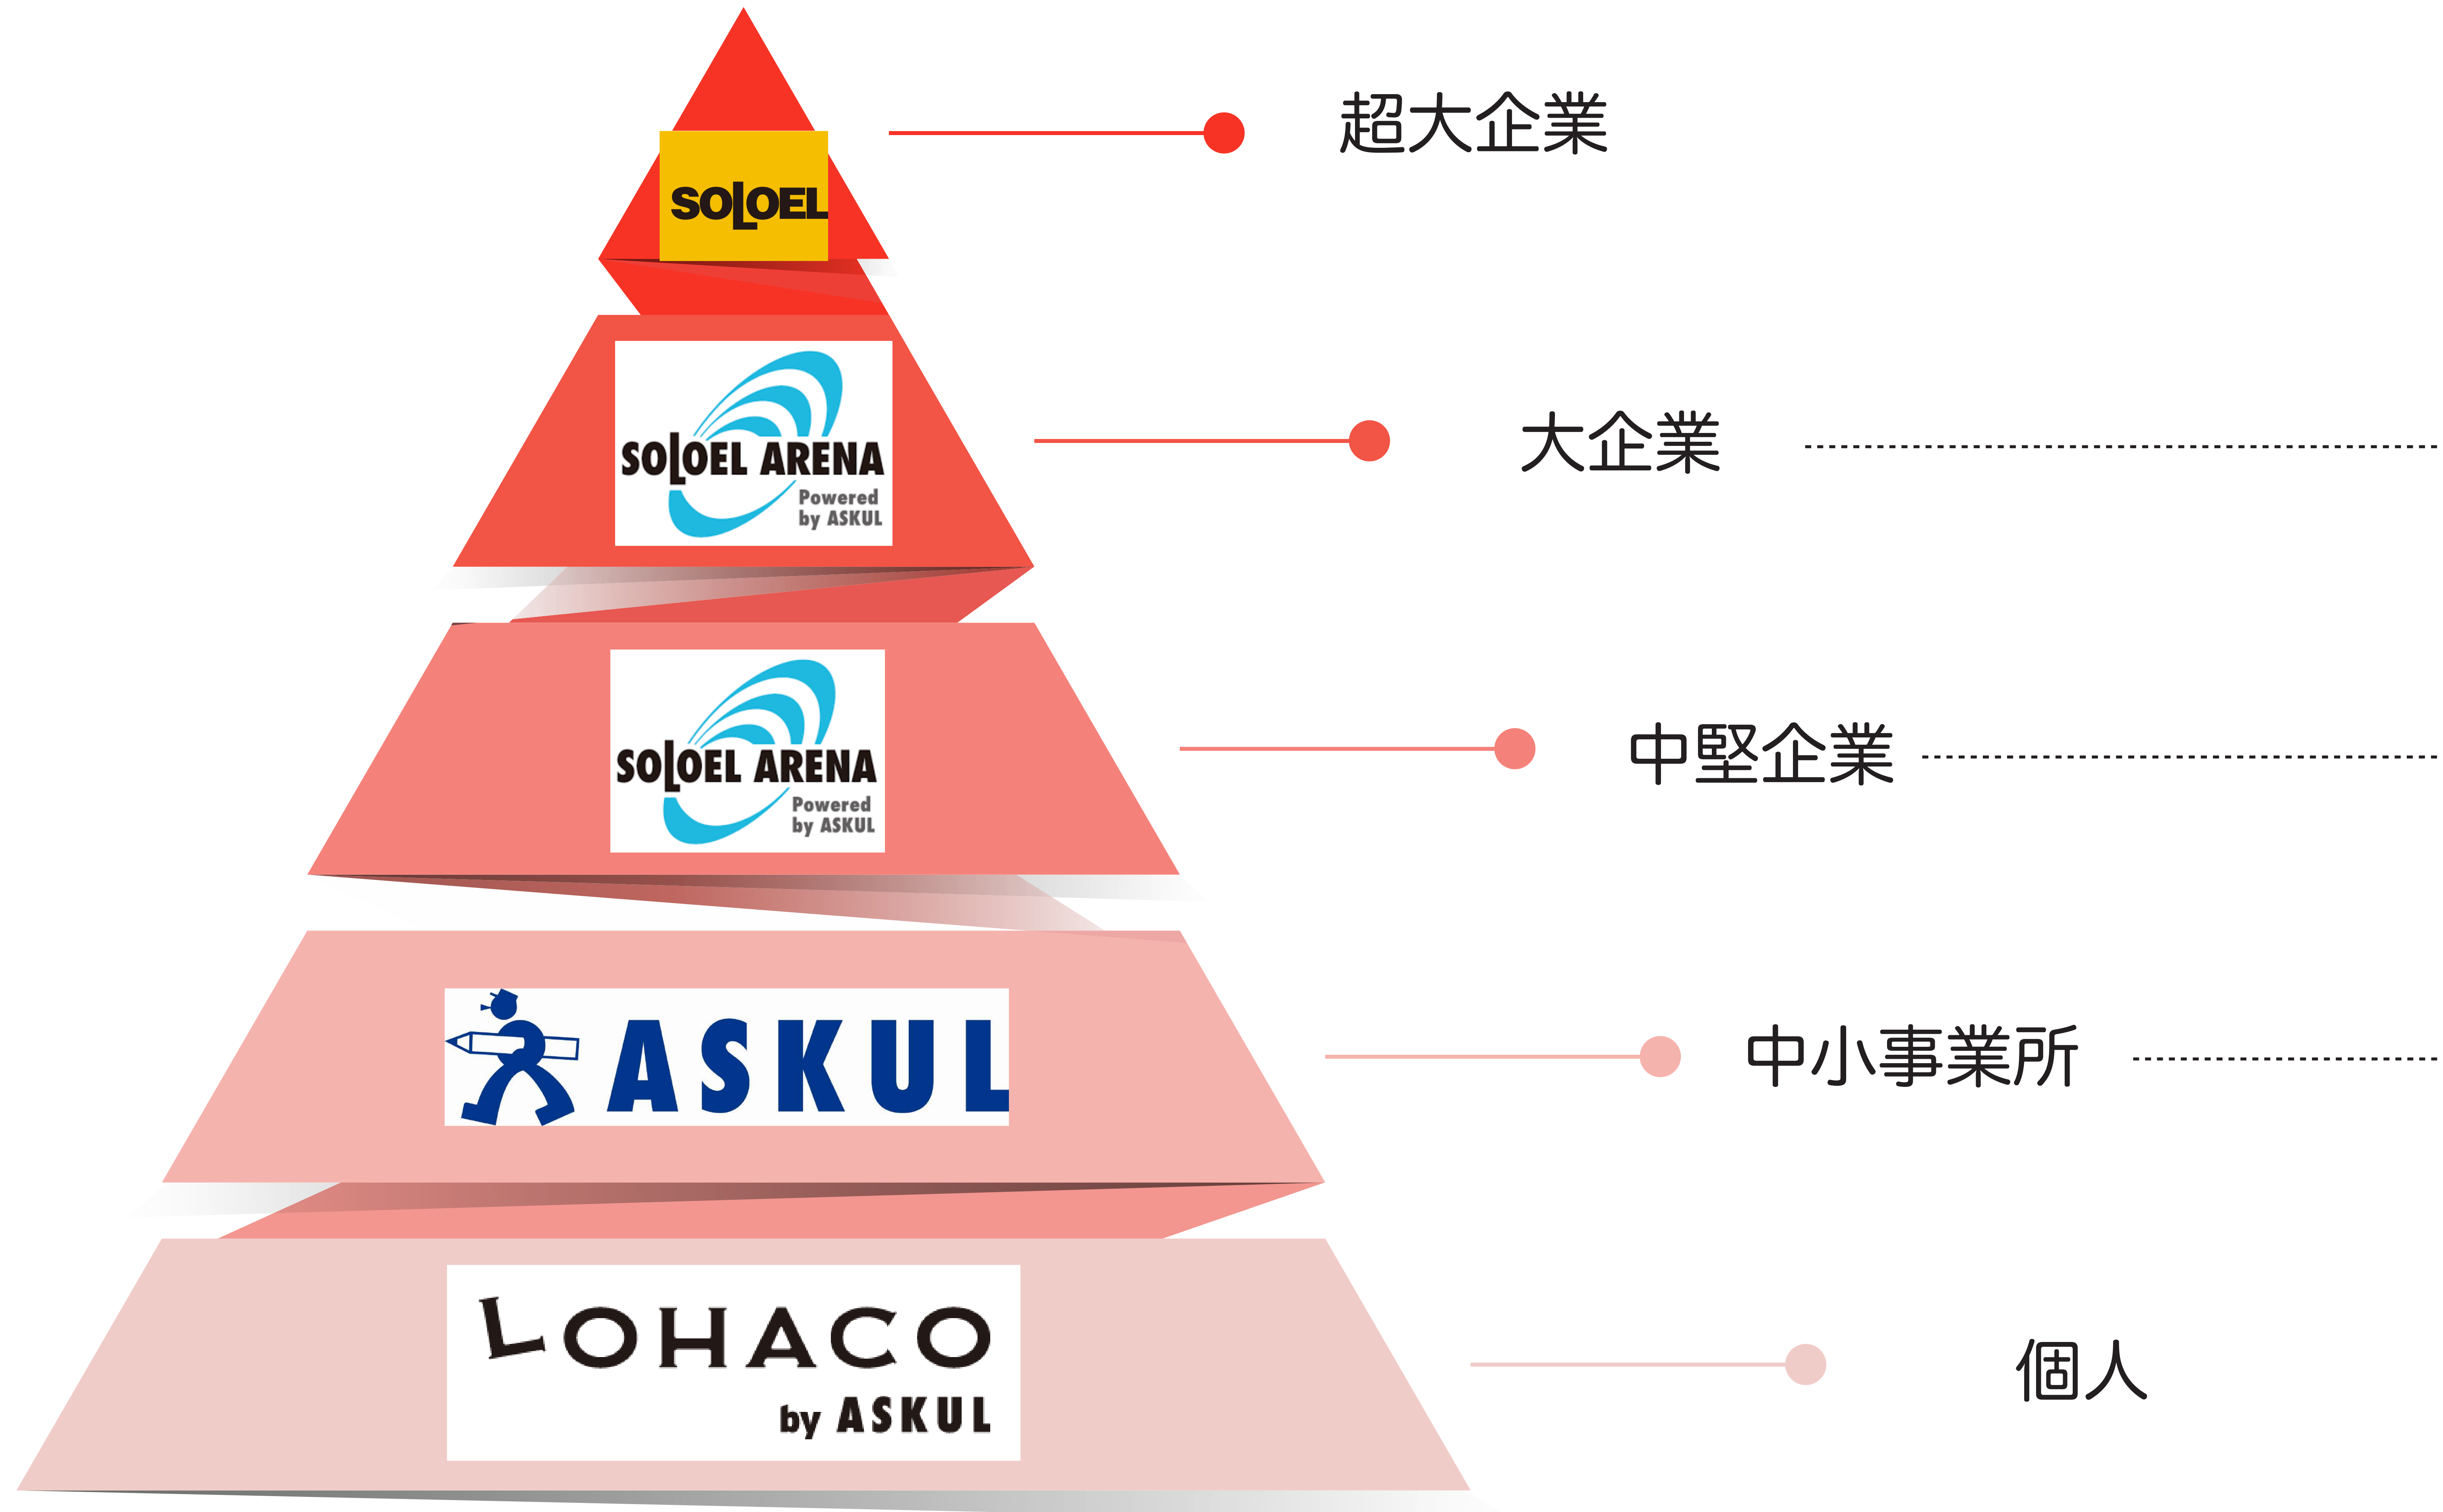 超大企業
SOLOEL
大企業
SOLOEL ARENA
Powered
by ASKUL
中堅企業
SOLOEL ARENA
Powered
by ASKUL
中小事業所
ASKUL
個人
LOHACO
by ASKUL